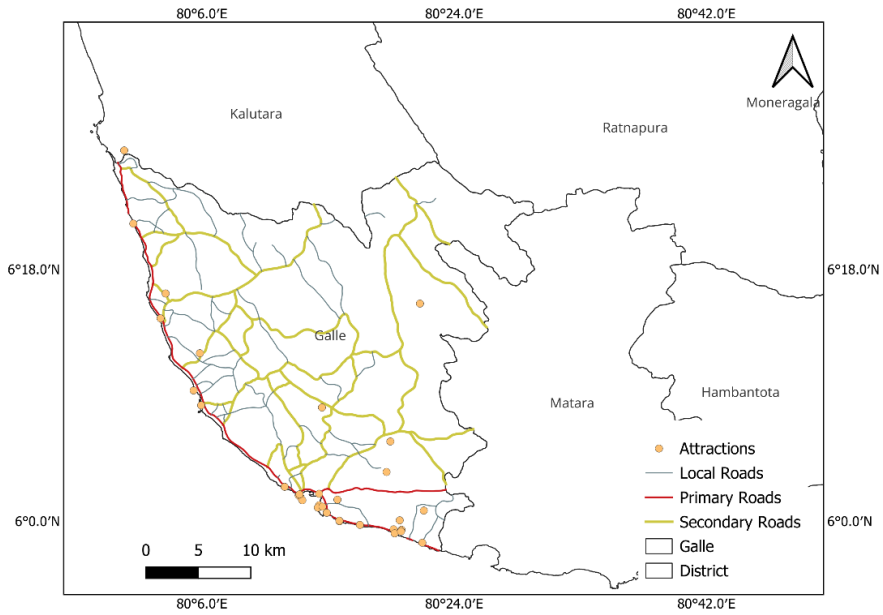 80°6.0'E 80°24.0'E 80°42.0'E
Moneragala
Kalutara
Ratnapura
6°18.0'N 6°18.0'N
Galle
Hambantota
Matara
Attractions
Local Roads
Primary Roads
6°0.0'N Secondary Roads 6°0.0'N
Galle
0 5 10 km
District
80°6.0'E 80°24.0'E 80°42.0'E